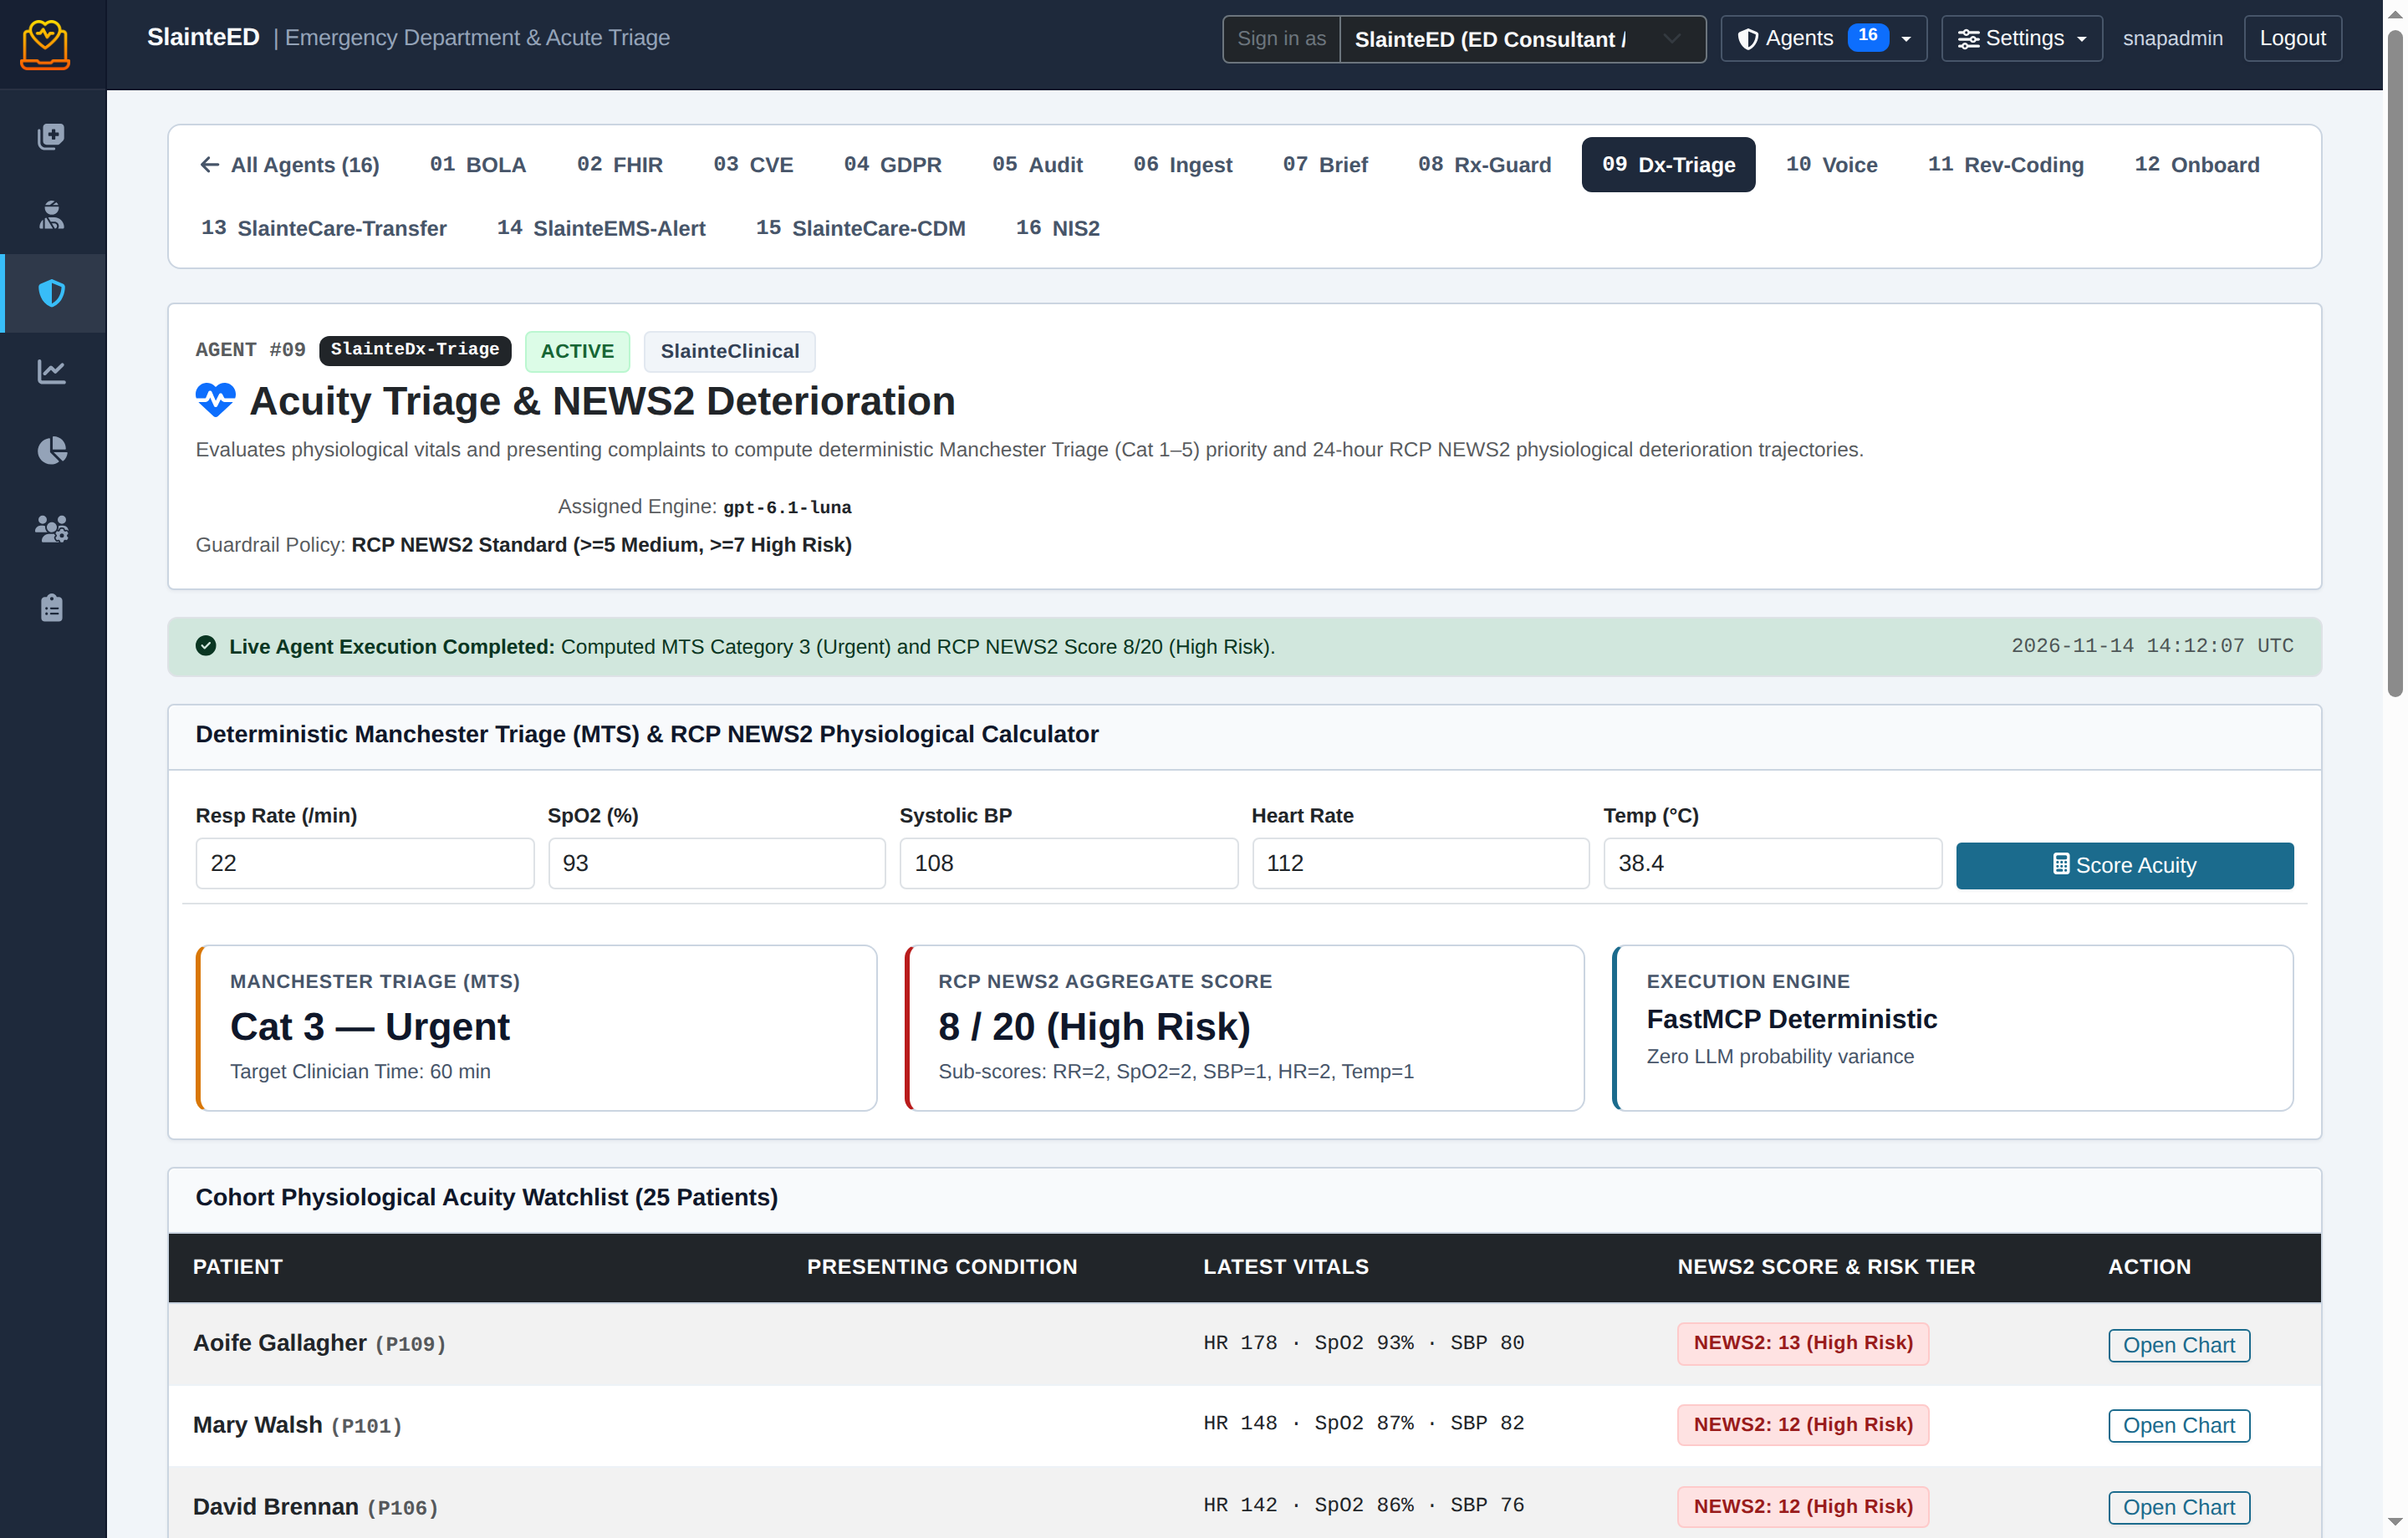 SlainteED | Emergency Department & Acute Triage
Sign in as SlainteED (ED Consultant /
Agents 16
Settings
snapadmin
Logout
All Agents (16) 01 BOLA 02 FHIR 03 CVE 04 GDPR 05 Audit 06 Ingest 07 Brief 08 Rx-Guard 09 Dx-Triage 10 Voice 11 Rev-Coding 12 Onboard
13 SlainteCare-Transfer 14 SlainteEMS-Alert 15 SlainteCare-CDM 16 NIS2
AGENT #09 SlainteDx-Triage ACTIVE SlainteClinical
Acuity Triage & NEWS2 Deterioration
Evaluates physiological vitals and presenting complaints to compute deterministic Manchester Triage (Cat 1–5) priority and 24-hour RCP NEWS2 physiological deterioration trajectories.
Assigned Engine: gpt-6.1-luna
Guardrail Policy: RCP NEWS2 Standard (>=5 Medium, >=7 High Risk)
Live Agent Execution Completed: Computed MTS Category 3 (Urgent) and RCP NEWS2 Score 8/20 (High Risk). 2026-11-14 14:12:07 UTC
Deterministic Manchester Triage (MTS) & RCP NEWS2 Physiological Calculator
Resp Rate (/min) SpO2 (%) Systolic BP Heart Rate Temp (°C)
22 93 108 112 38.4 Score Acuity
MANCHESTER TRIAGE (MTS)
Cat 3 — Urgent
Target Clinician Time: 60 min
RCP NEWS2 AGGREGATE SCORE
8 / 20 (High Risk)
Sub-scores: RR=2, SpO2=2, SBP=1, HR=2, Temp=1
EXECUTION ENGINE
FastMCP Deterministic
Zero LLM probability variance
Cohort Physiological Acuity Watchlist (25 Patients)
PATIENT PRESENTING CONDITION LATEST VITALS NEWS2 SCORE & RISK TIER ACTION
Aoife Gallagher (P109) HR 178 · SpO2 93% · SBP 80 NEWS2: 13 (High Risk) Open Chart
Mary Walsh (P101) HR 148 · SpO2 87% · SBP 82 NEWS2: 12 (High Risk) Open Chart
David Brennan (P106) HR 142 · SpO2 86% · SBP 76 NEWS2: 12 (High Risk) Open Chart